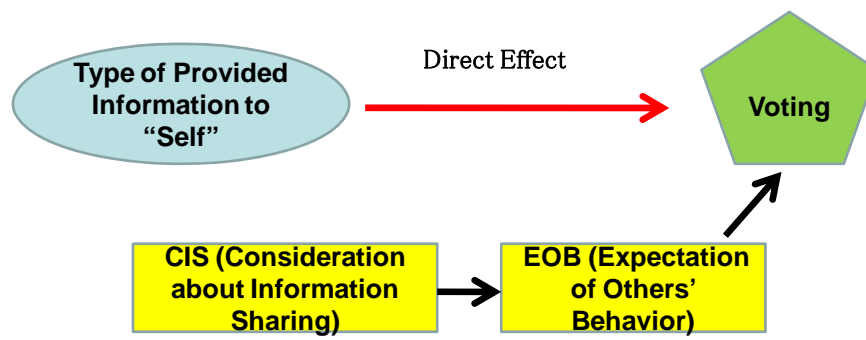 Type of Provided
Information to
“Self”
Direct Effect
Voting
CIS (Consideration
about Information
Sharing)
EOB (Expectation
of Others’
Behavior)